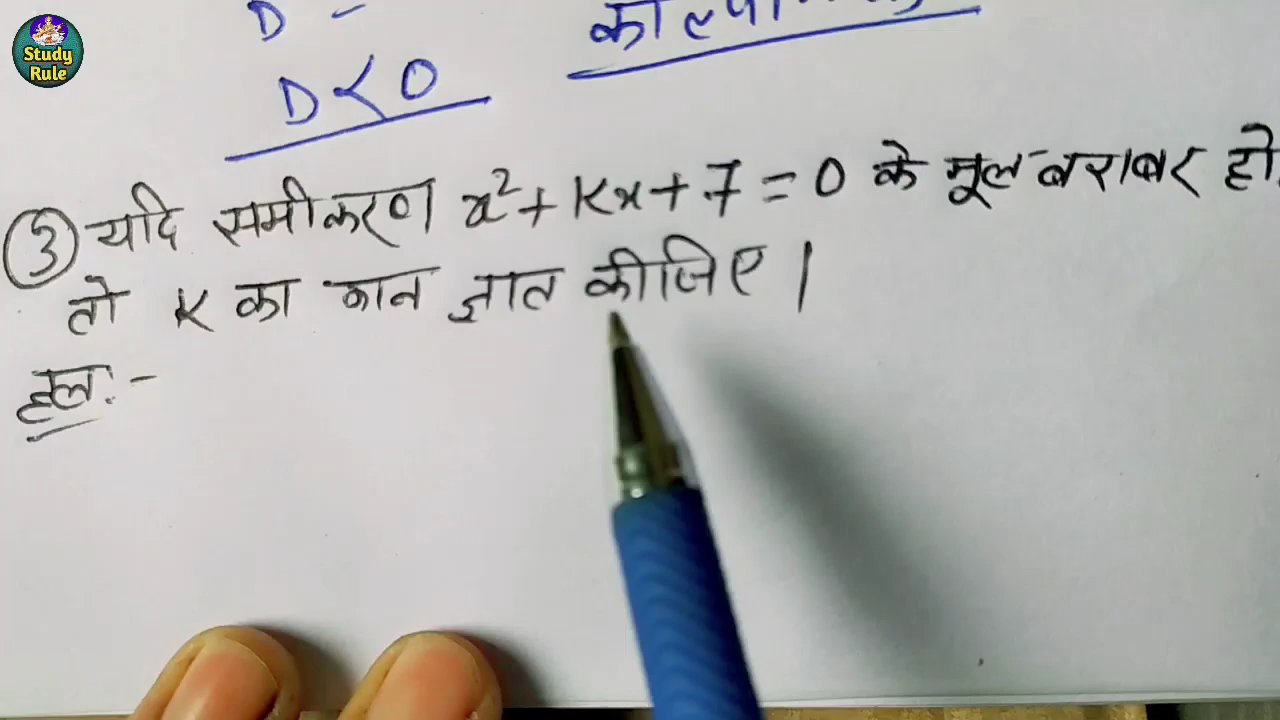 Study
Rule
D -
D < 0
③ यदि समीकरण x² + kx + 7 = 0 के मूल बराबर हो,
तो K का मान ज्ञात कीजिए।
हल:-